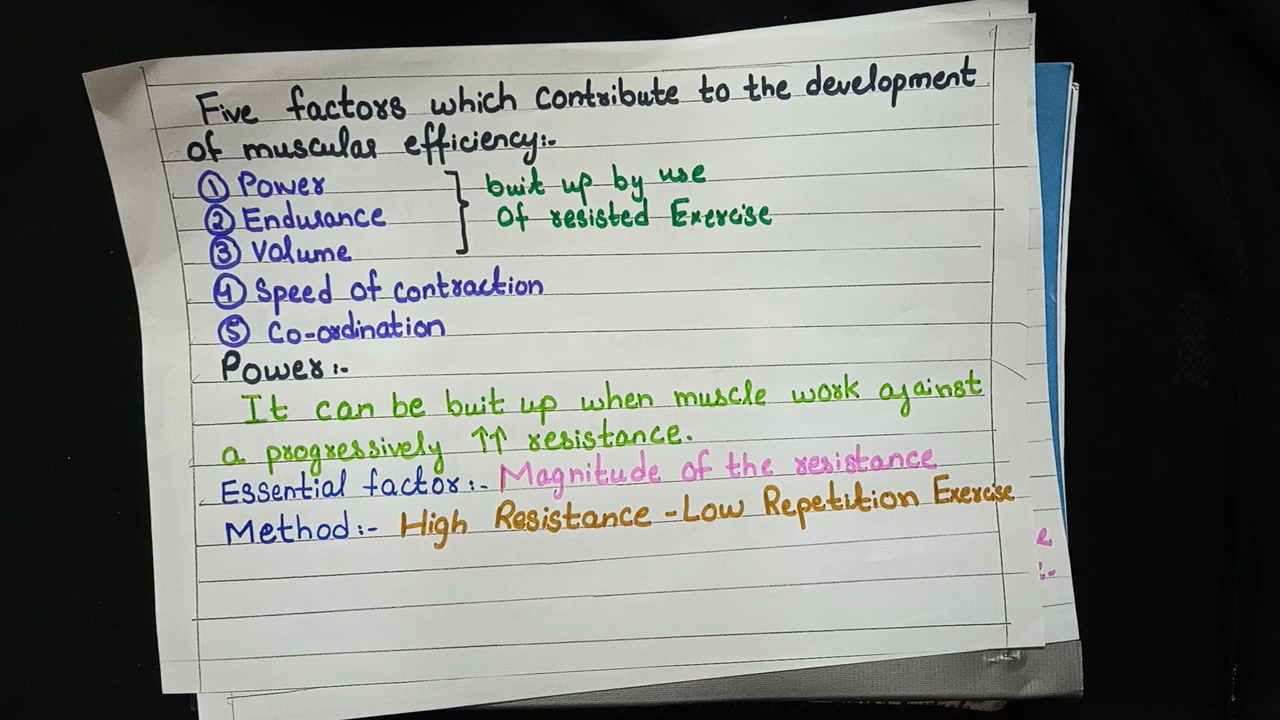 Five factors which contribute to the development
of muscular efficiency:-
① Power
② Endurance
③ Volume
buit up by use
Of resisted Exercise
④ Speed of contraction
⑤ Co-ordination
Power:-
It can be buit up when muscle work against
a progressively ↑↑ resistance.
Essential factor:- Magnitude of the resistance
Method:- High Resistance - Low Repetition Exercise
e
:-